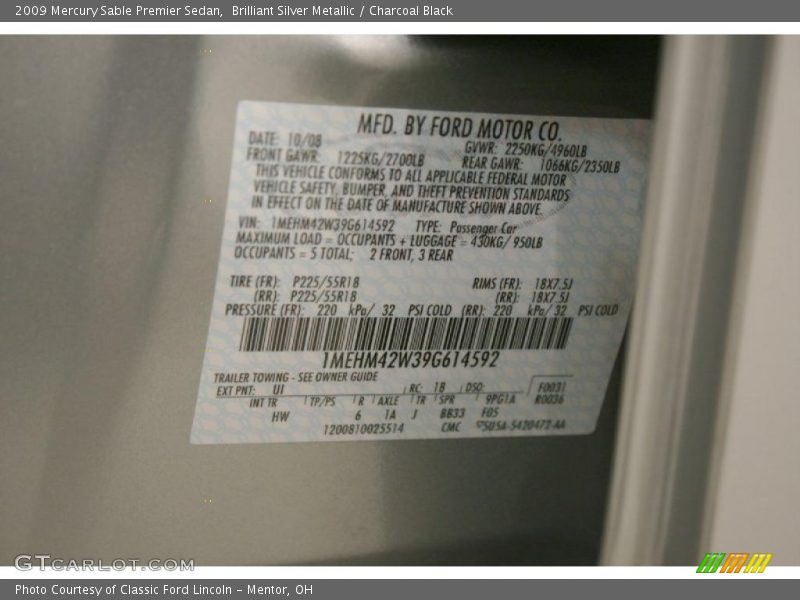 2009 Mercury Sable Premier Sedan,  Brilliant Silver Metallic / Charcoal Black
MFD. BY FORD MOTOR CO.
DATE: 10/08 GVWR: 2250KG/4960LB
FRONT GAWR: 1225KG/2700LB REAR GAWR: 1066KG/2350LB
THIS VEHICLE CONFORMS TO ALL APPLICABLE FEDERAL MOTOR
VEHICLE SAFETY, BUMPER, AND THEFT PREVENTION STANDARDS
IN EFFECT ON THE DATE OF MANUFACTURE SHOWN ABOVE.
VIN: 1MEHM42W39G614592 TYPE: Passenger Car
MAXIMUM LOAD = OCCUPANTS + LUGGAGE = 430KG/ 950LB
OCCUPANTS = 5 TOTAL; 2 FRONT, 3 REAR
TIRE (FR): P225/55R18 RIMS (FR): 18X7.5J
(RR): P225/55R18 (RR): 18X7.5J
PRESSURE (FR): 220 kPa/ 32 PSI COLD (RR): 220 kPa/ 32 PSI COLD
1MEHM42W39G614592
TRAILER TOWING - SEE OWNER GUIDE
EXT PNT: UI RC: 18 DSO: F0031
INT TR TP/PS R AXLE TR SPR 9PG1A R0036
HW 6 1A J BB33 F05
1200810025514 CMC 5U5A-5420472-AA
GTCARLOT.COM
Photo Courtesy of Classic Ford Lincoln – Mentor, OH